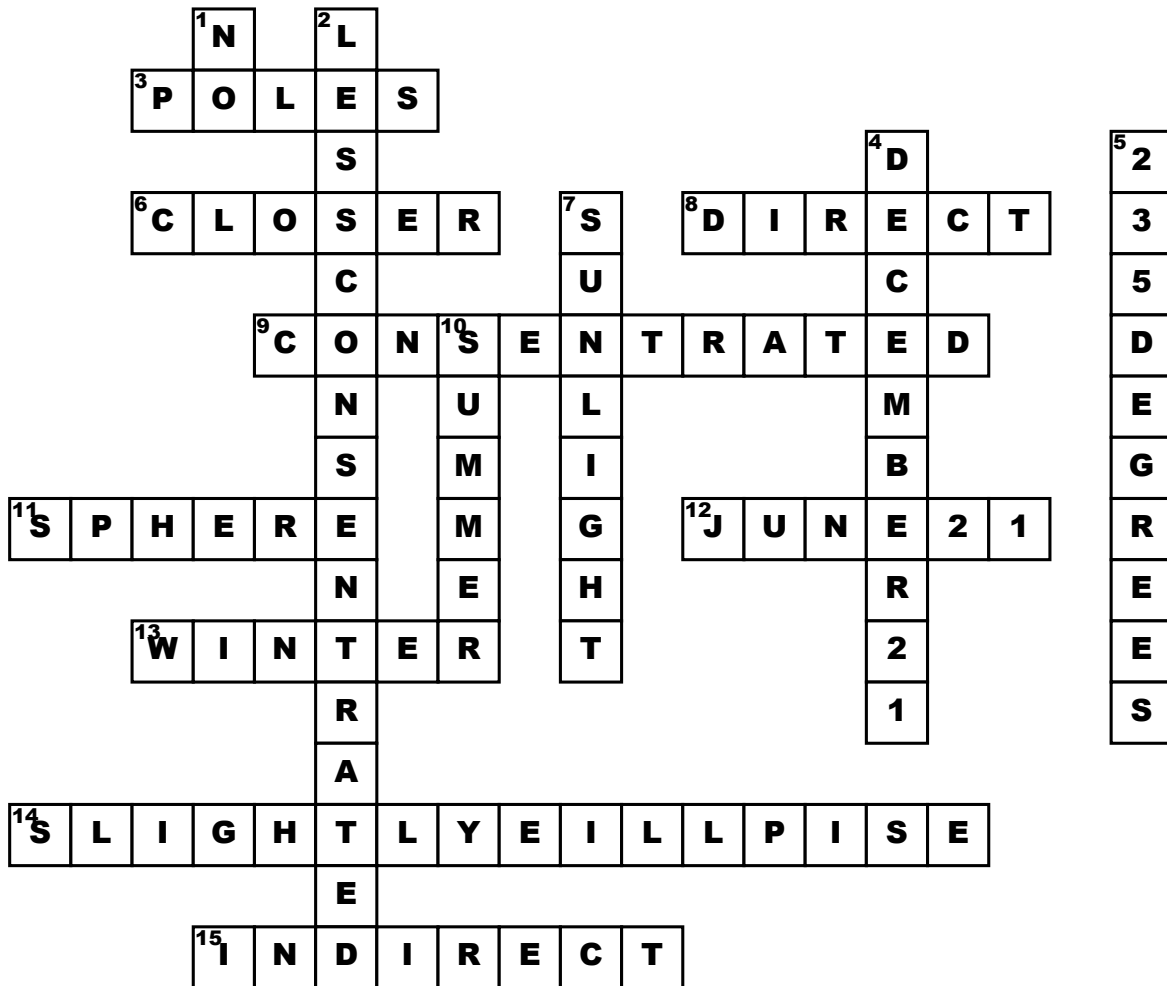 1 N 2 L
3 P O L E S
S 4 D 5 2
6 C L O S E R 7 S 8 D I R E C T 3
C U C 5
9 C O N 10 S E N T R A T E D D
N U L M E
S M I B G
11 S P H E R E M G 12 J U N E 2 1 R
N E H R E
13 W I N T E R T 2 E
R 1 S
A
14 S L I G H T L Y E I L L P I S E
E
15 I N D I R E C T